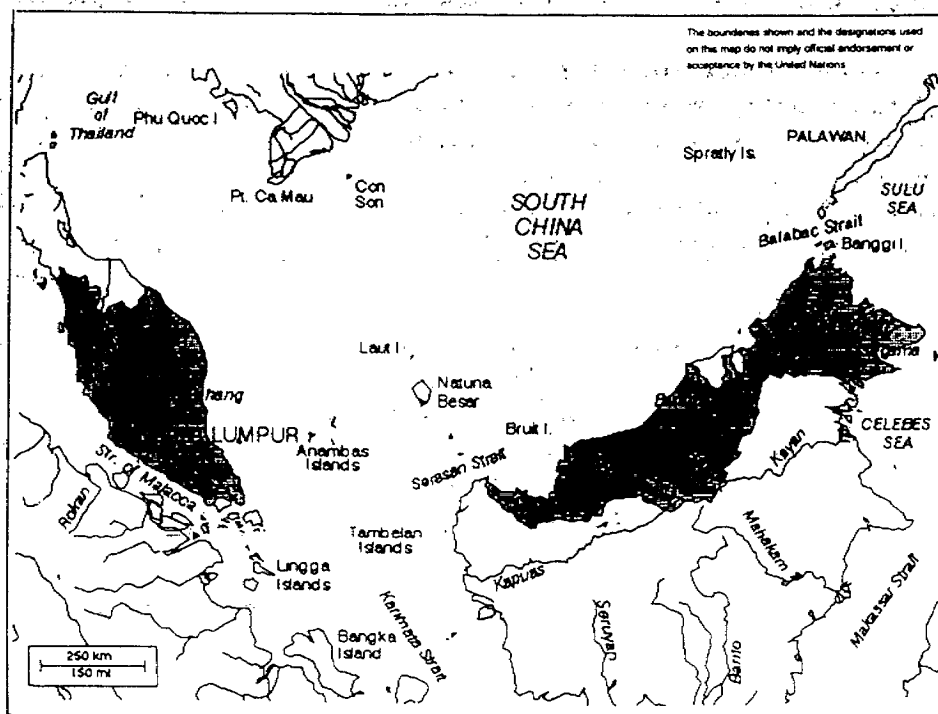 The boundaries shown and the designations used
on this map do not imply official endorsement or
acceptance by the United Nations
Gulf
of
Thailand
Phu Quoc I
Pt. Ca Mau
Con
Son
Spratly Is.
PALAWAN
SULU
SEA
SOUTH
CHINA
SEA
Balabac Strait
Banggi I.
Laut I.
Natuna
Besar
hang
LUMPUR
Anambas
Islands
Bruit I.
Serasan Strait
CELEBES
SEA
Kayan
Str. of Malacca
Rokan
Tambelan
Islands
Lingga
Islands
Kapuas
Mahakam
Makassar Strait
Karimata Strait
Seruyan
Barito
Bangka
Island
250 km
150 mi